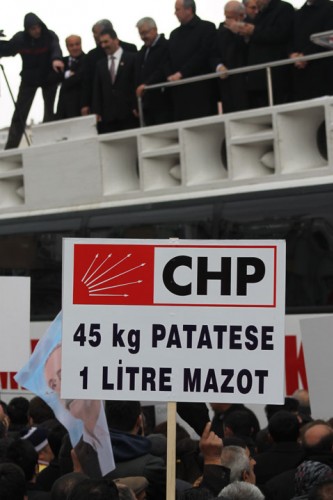 CHP
45 kg PATATESE
1 LİTRE MAZOT